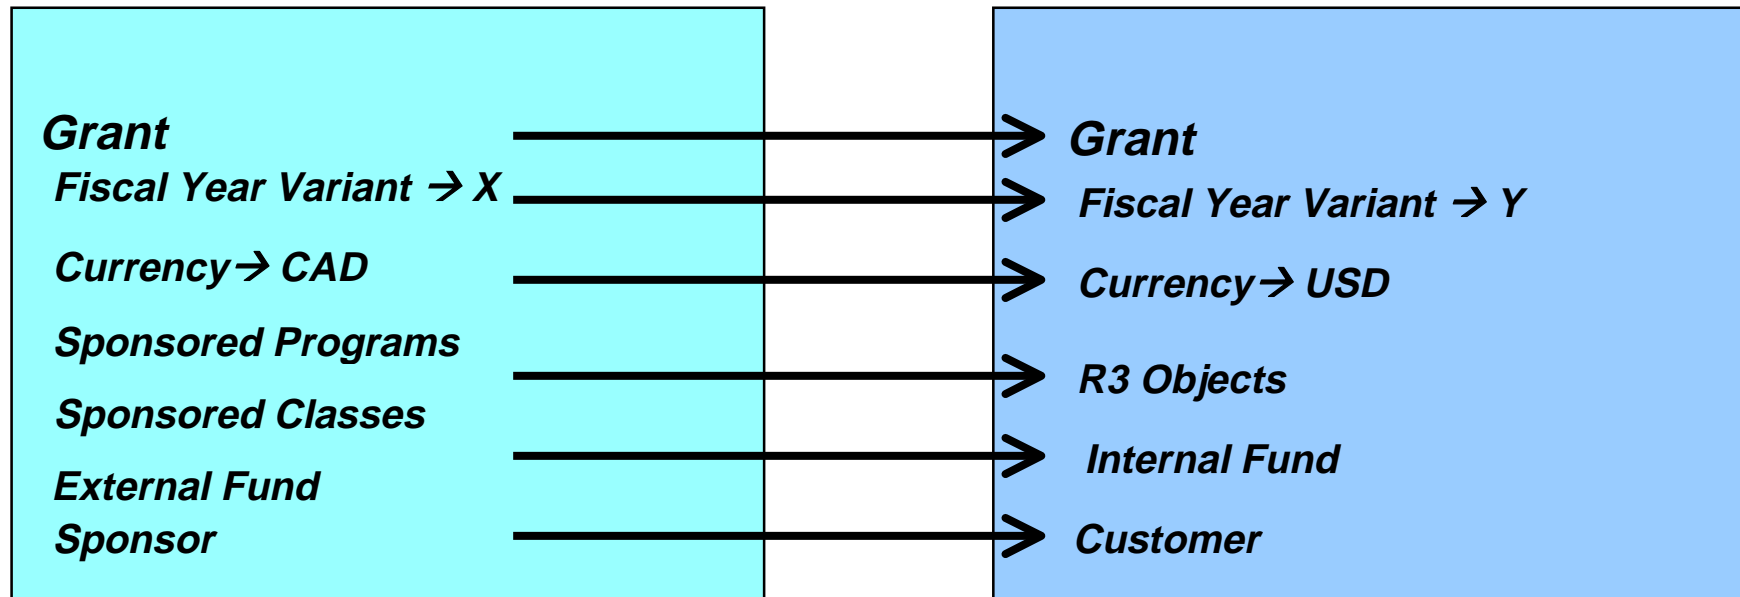 Grant
Fiscal Year Variant → X
Currency→ CAD
Sponsored Programs
Sponsored Classes
External Fund
Sponsor
Grant
Fiscal Year Variant → Y
Currency→ USD
R3 Objects
Internal Fund
Customer